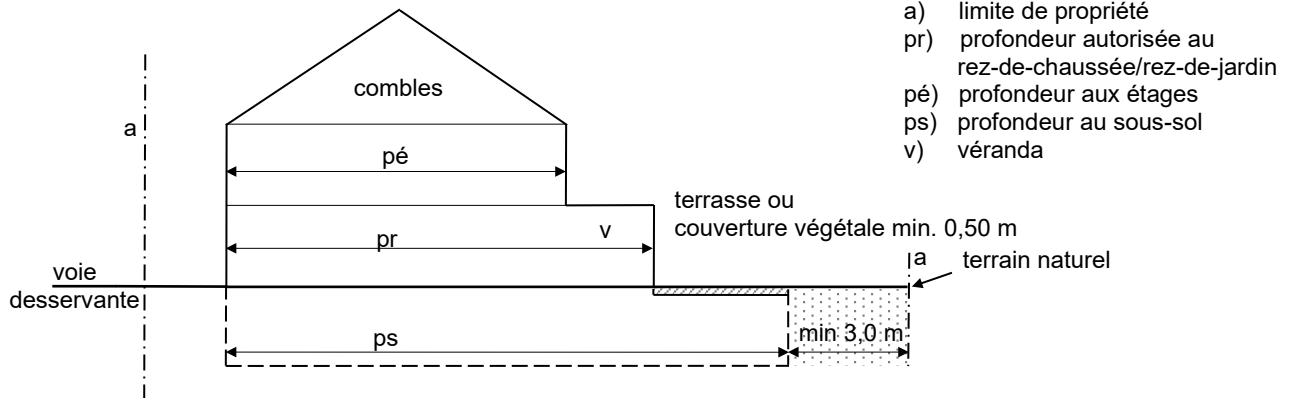 a) limite de propriété
pr) profondeur autorisée au
rez-de-chaussée/rez-de-jardin
pé) profondeur aux étages
ps) profondeur au sous-sol
v) véranda
combles
a
pé
terrasse ou
couverture végétale min. 0,50 m
pr
v
a
terrain naturel
voie
desservante
ps
min 3,0 m